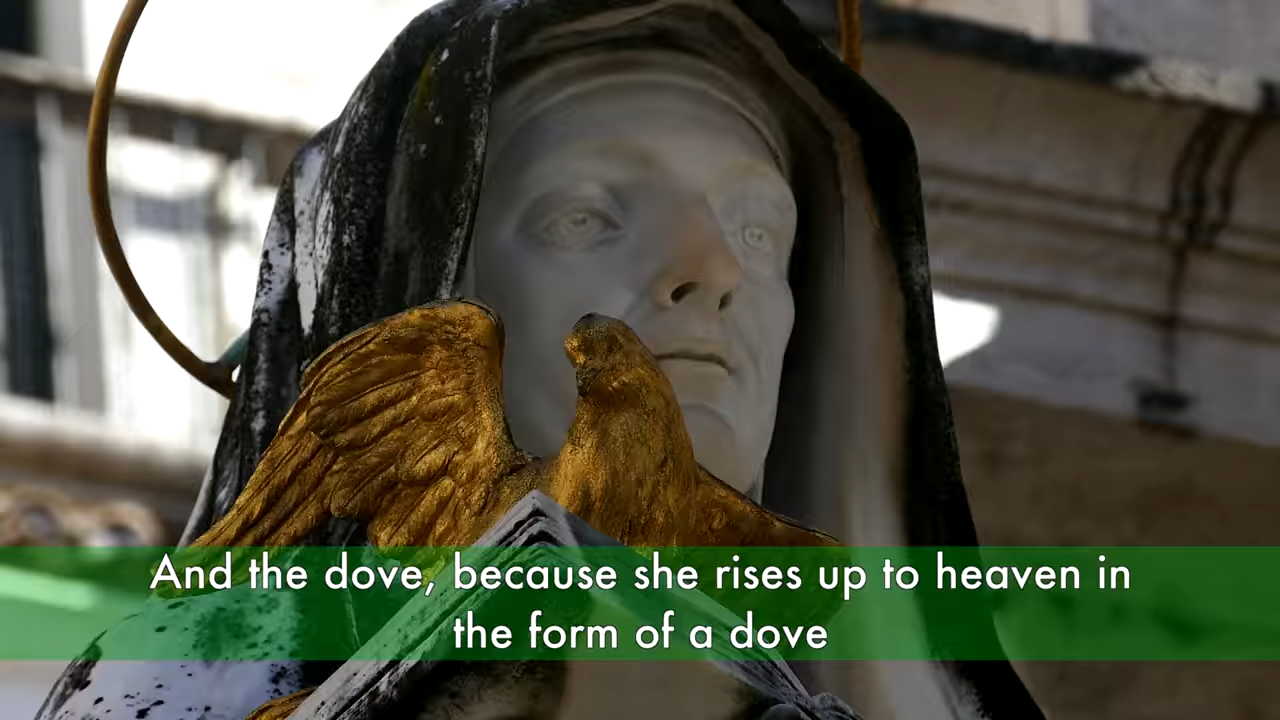 And the dove, because she rises up to heaven in
the form of a dove